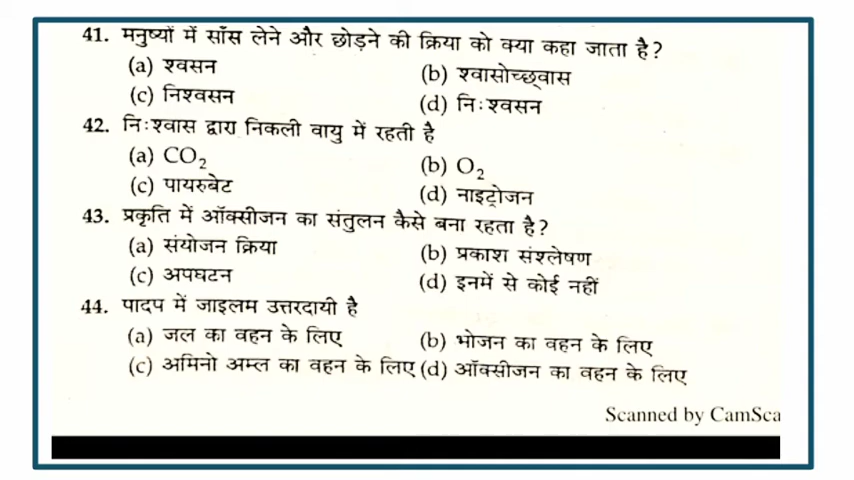 41. मनुष्यों में साँस लेने और छोड़ने की क्रिया को क्या कहा जाता है?
(a) श्वसन (b) श्वासोच्छ्वास
(c) निश्वसन (d) निःश्वसन
42. निःश्वास द्वारा निकली वायु में रहती है
(a) CO₂ (b) O₂
(c) पायरुबेट (d) नाइट्रोजन
43. प्रकृति में ऑक्सीजन का संतुलन कैसे बना रहता है?
(a) संयोजन क्रिया (b) प्रकाश संश्लेषण
(c) अपघटन (d) इनमें से कोई नहीं
44. पादप में जाइलम उत्तरदायी है
(a) जल का वहन के लिए (b) भोजन का वहन के लिए
(c) अमिनो अम्ल का वहन के लिए (d) ऑक्सीजन का वहन के लिए
Scanned by CamSca